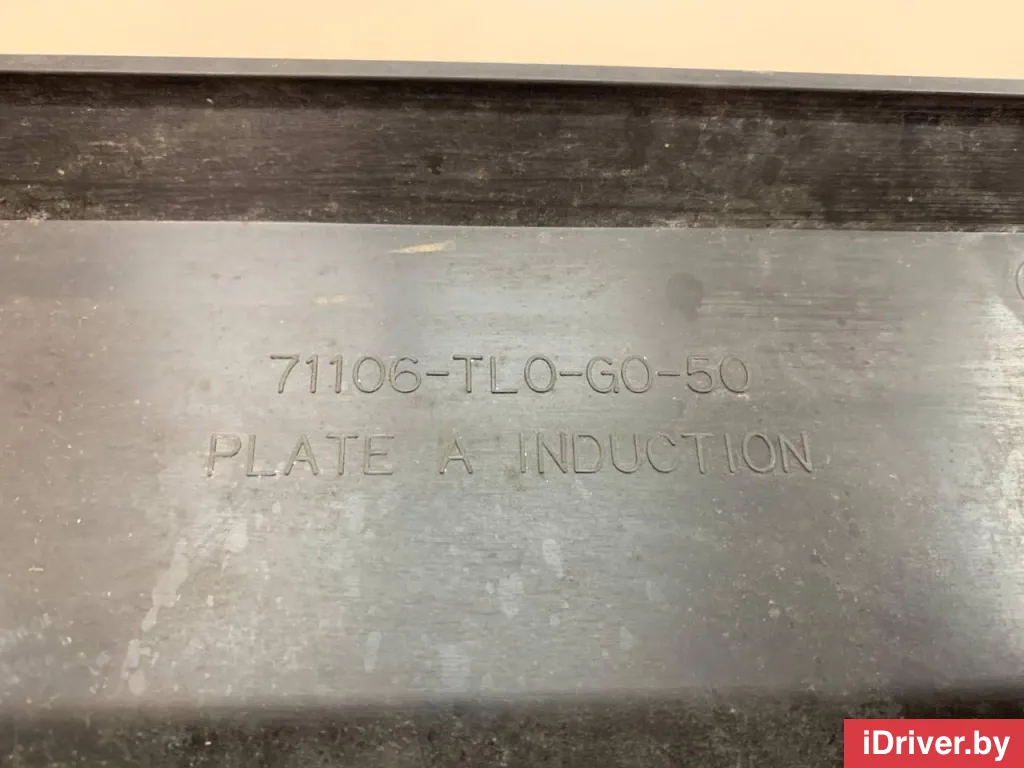 71106-TL0-G0-50
PLATE A INDUCTION
iDriver.by